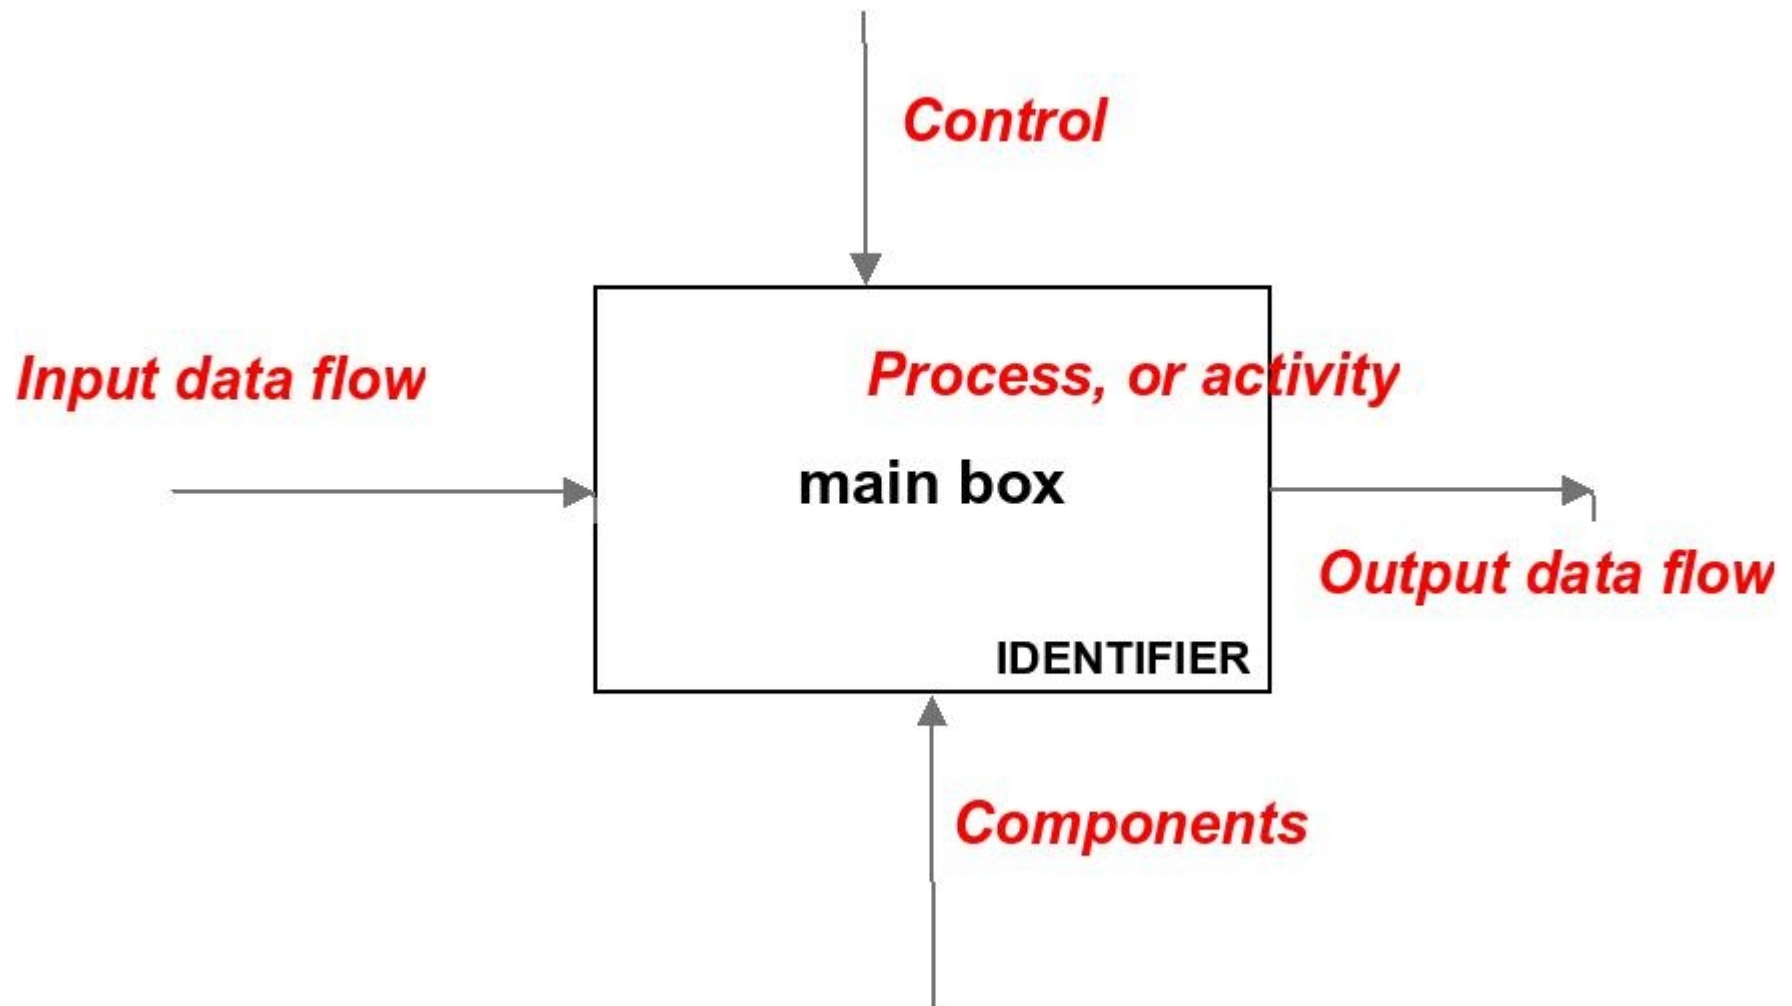 Control
Input data flow
Process, or activity
main box
Output data flow
IDENTIFIER
Components